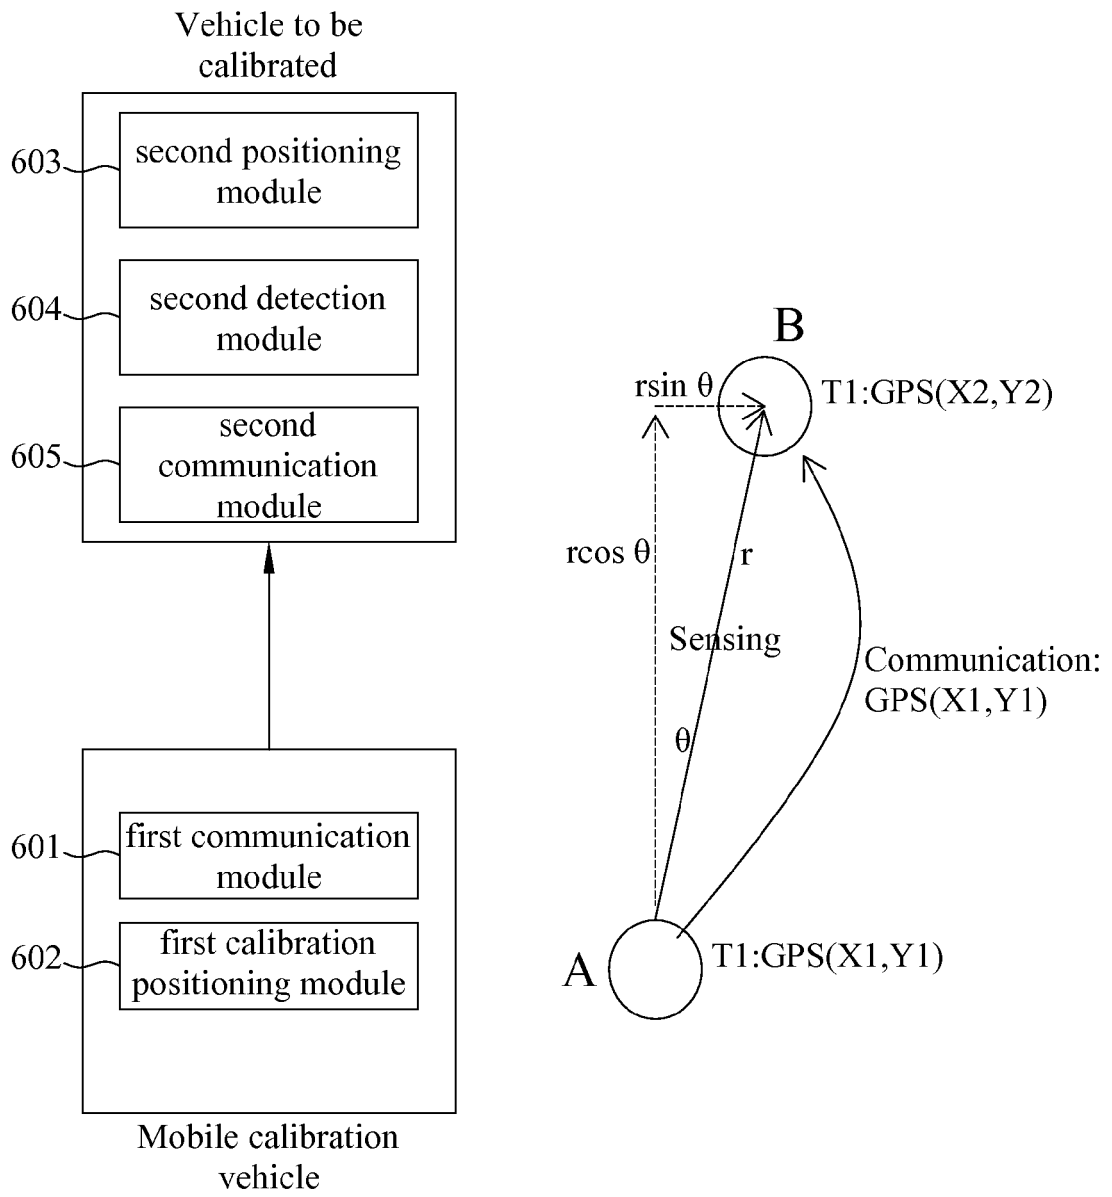 Vehicle to be
calibrated
603
second positioning
module
604
second detection
module
605
second
communication
module
601
first communication
module
602
first calibration
positioning module
Mobile calibration
vehicle
B
rsin θ
T1:GPS(X2,Y2)
rcos θ
r
Sensing
Communication:
GPS(X1,Y1)
θ
A
T1:GPS(X1,Y1)